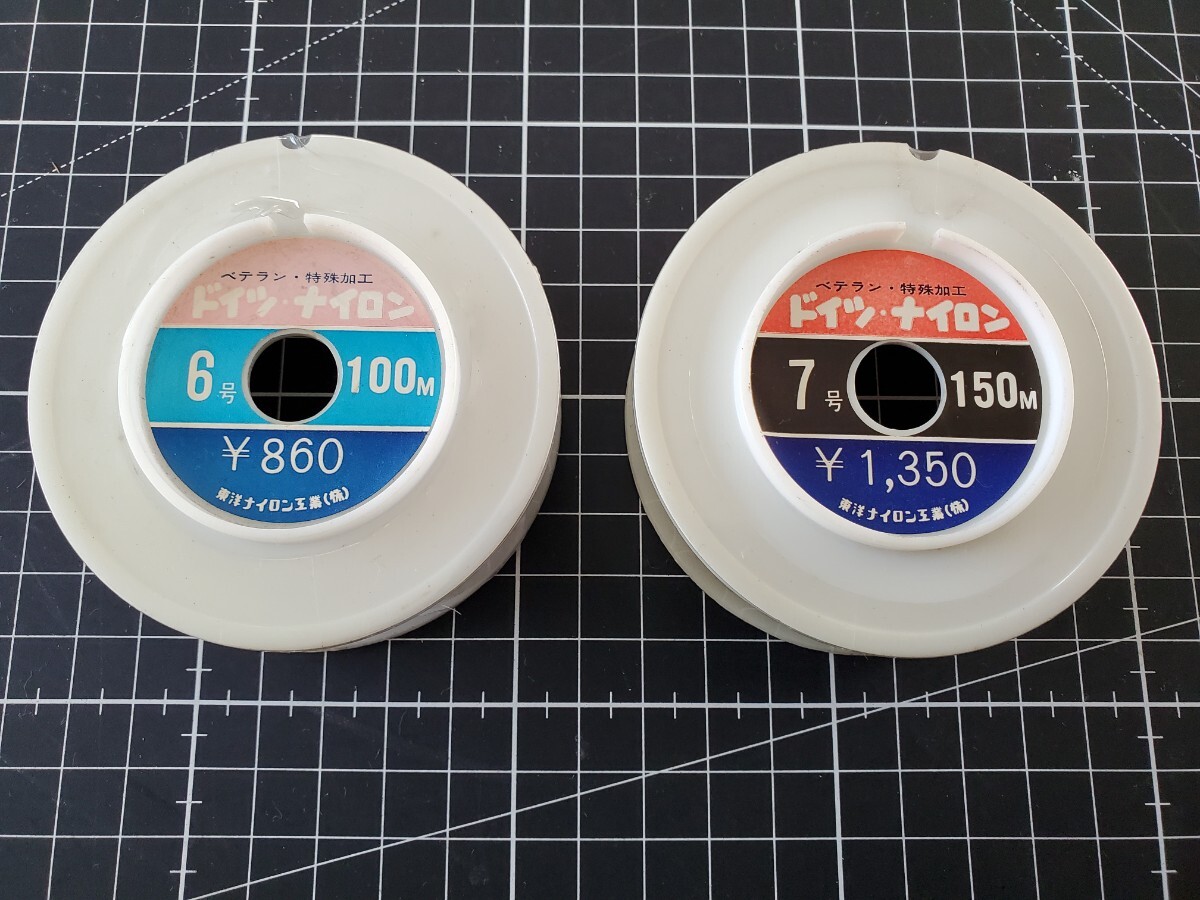 ベテラン・特殊加工
ドイツ・ナイロン
6号 100M
¥860
東洋ナイロン工業(株)
ベテラン・特殊加工
ドイツ・ナイロン
7号 150M
¥1,350
東洋ナイロン工業(株)